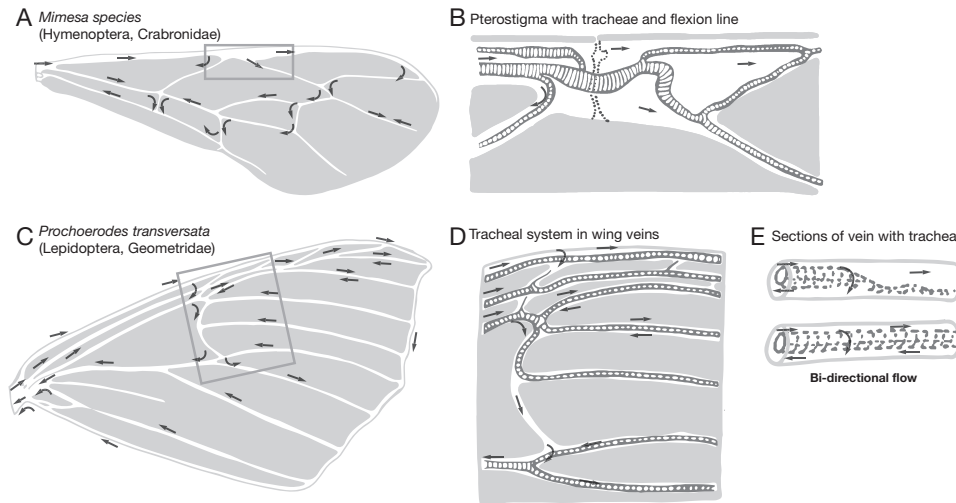 A Mimesa species
(Hymenoptera, Crabronidae)
B Pterostigma with tracheae and flexion line
C Prochoerodes transversata
(Lepidoptera, Geometridae)
D Tracheal system in wing veins
E Sections of vein with trachea
Bi-directional flow